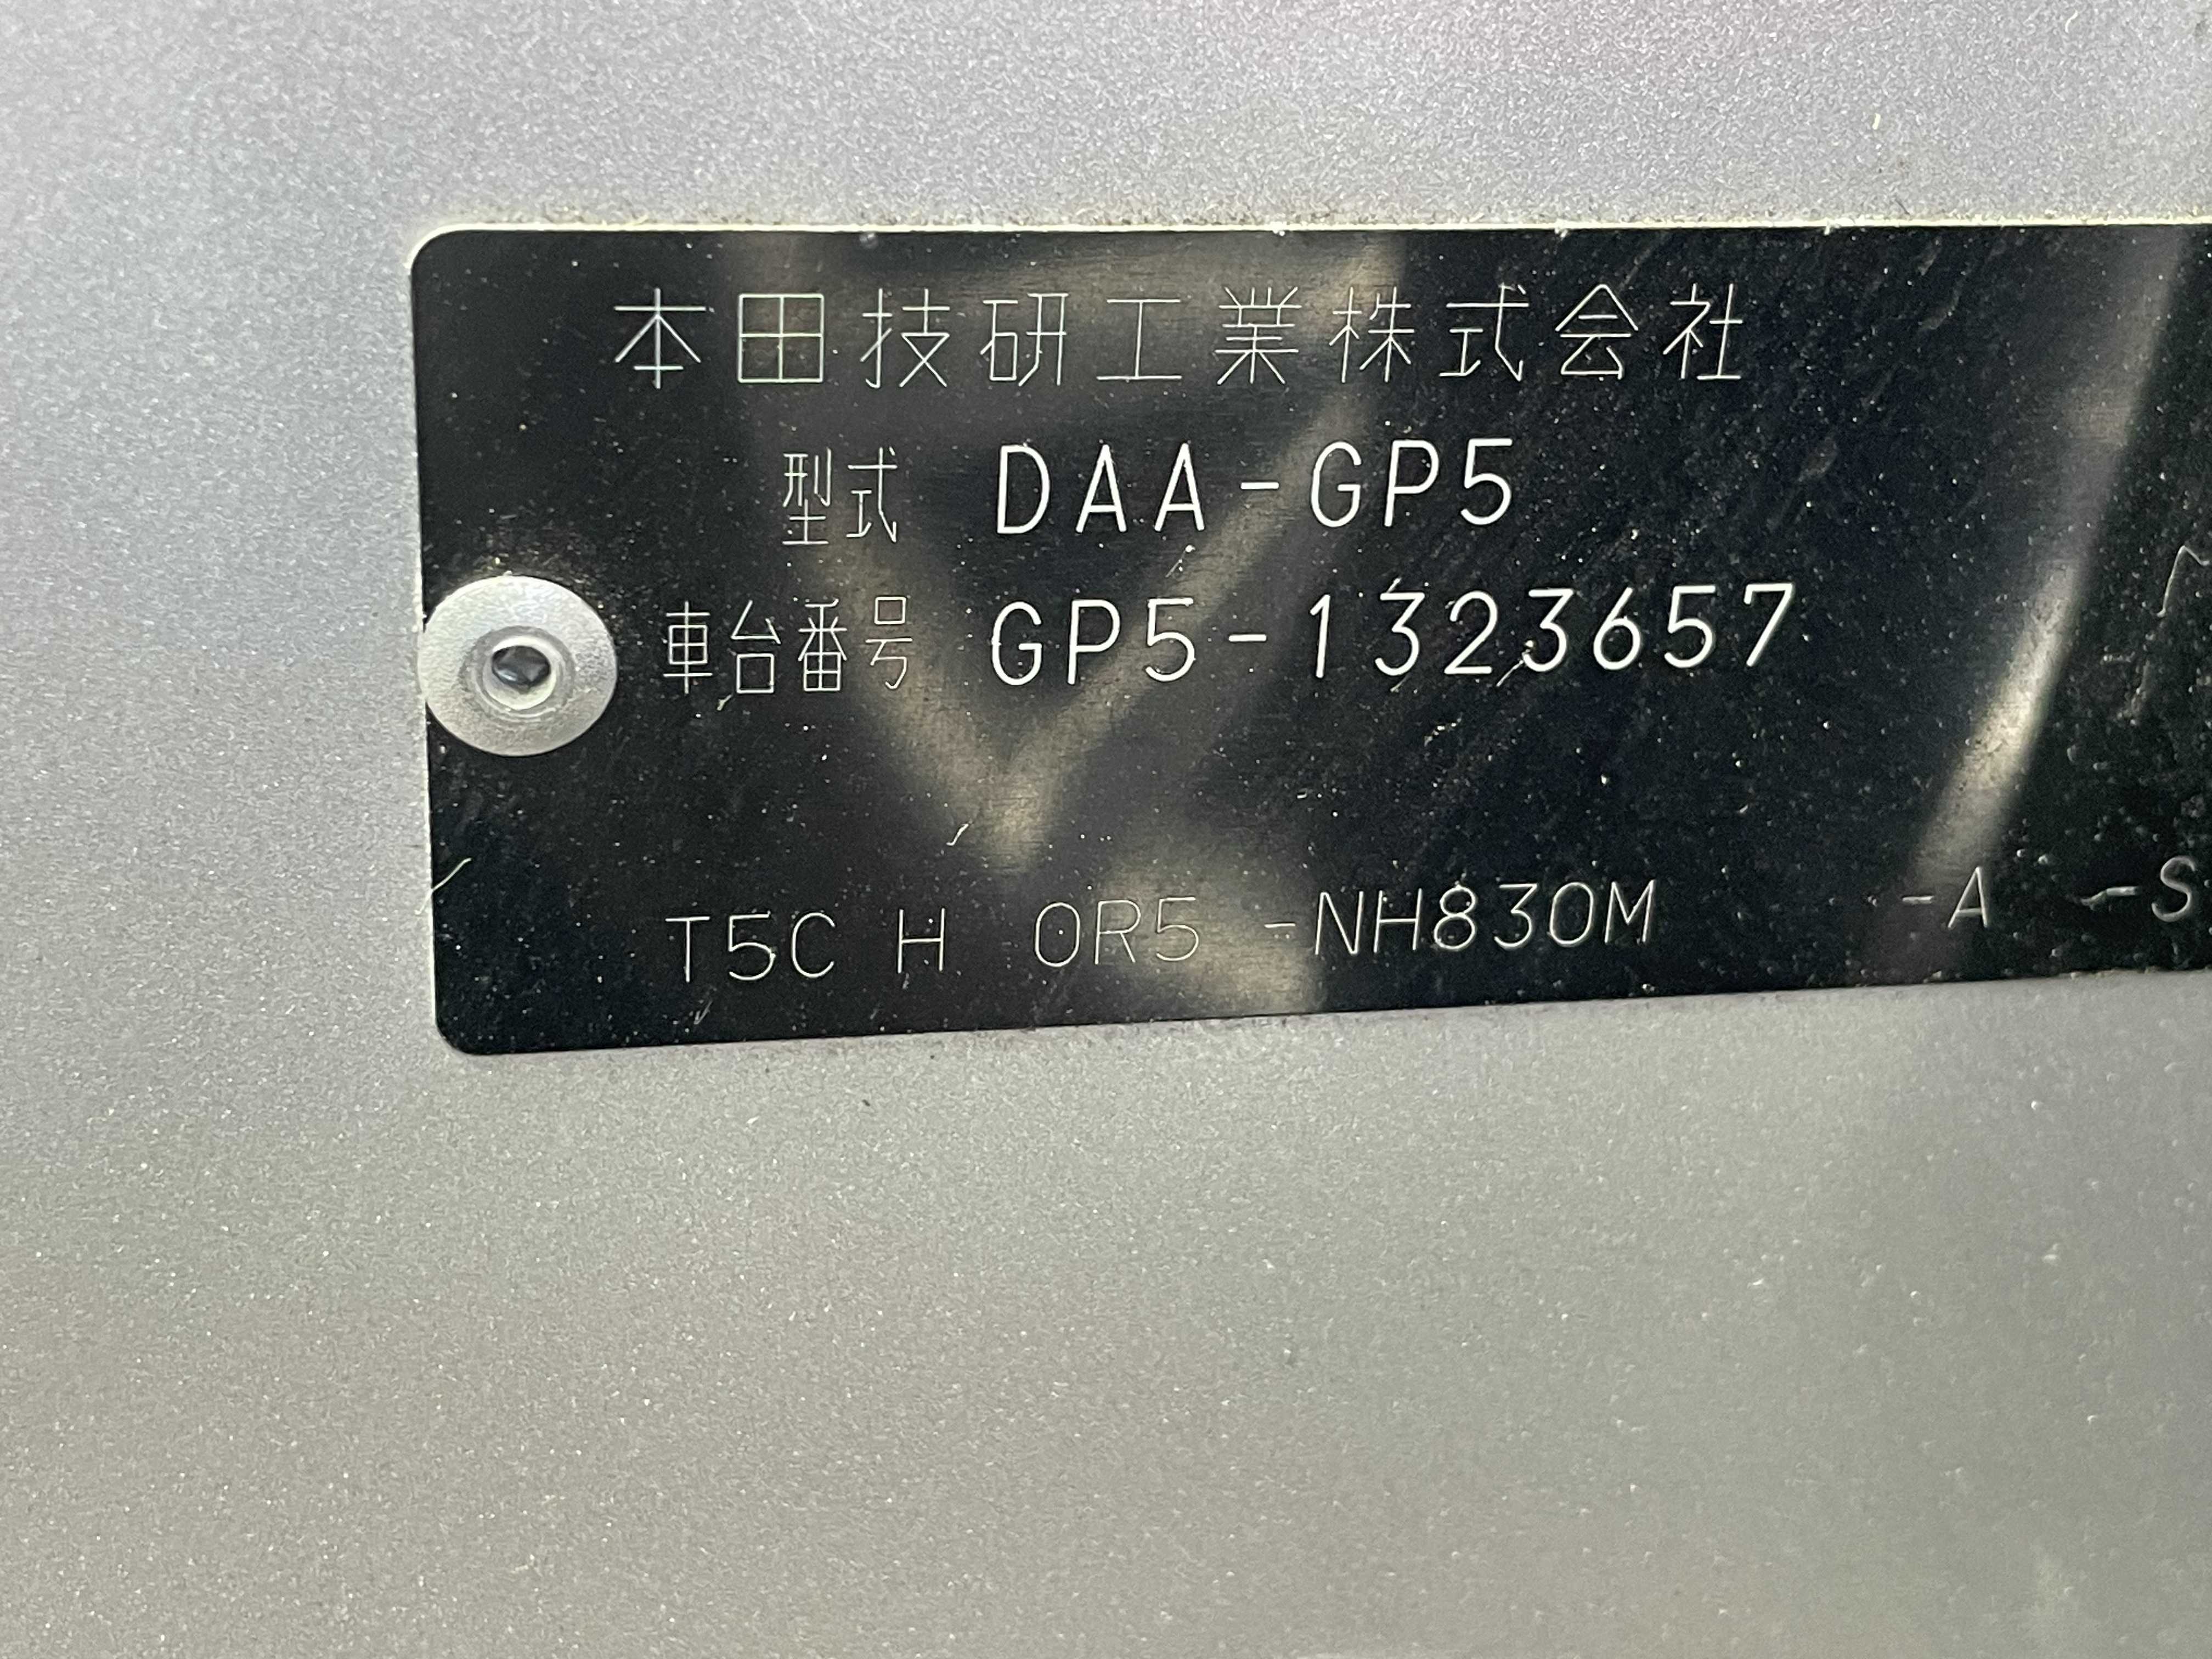 本田技研工業株式会社
型式 DAA-GP5
車台番号 GP5-1323657
T5C H 0R5 -NH830M -A -S